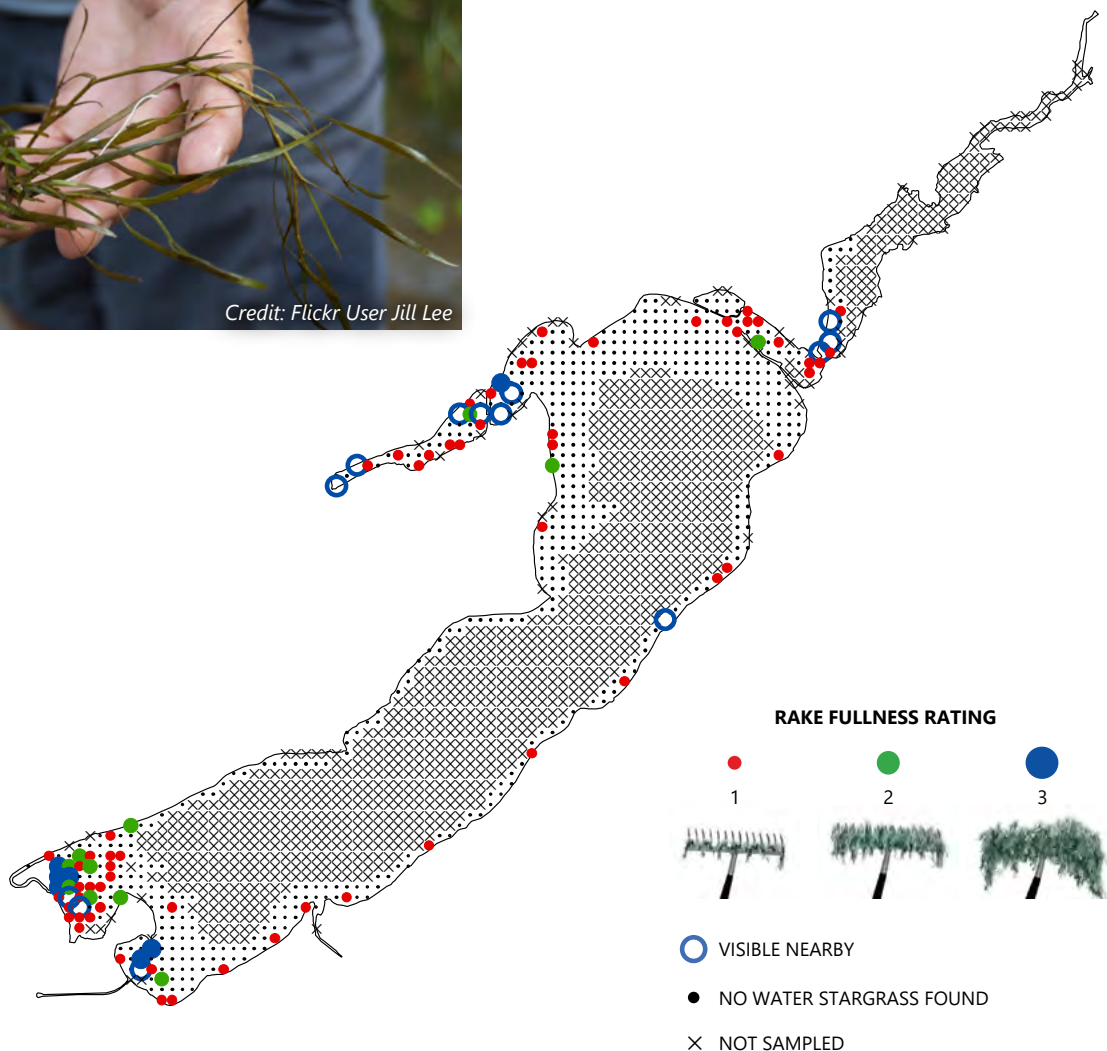 Credit: Flickr User Jill Lee
RAKE FULLNESS RATING
1
2
3
VISIBLE NEARBY
NO WATER STARGRASS FOUND
NOT SAMPLED